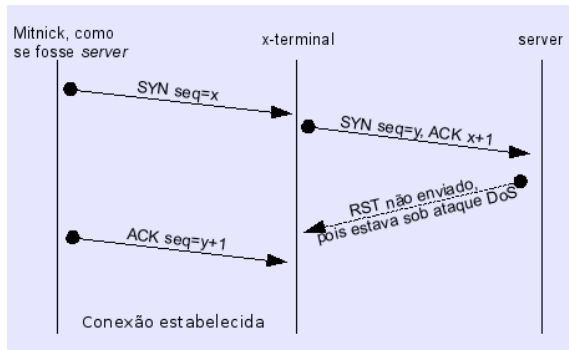 Mitnick, como
se fosse server
x-terminal
server
SYN seq=x
SYN seq=y, ACK x+1
RST não enviado,
pois estava sob ataque DoS
ACK seq=y+1
Conexão estabelecida